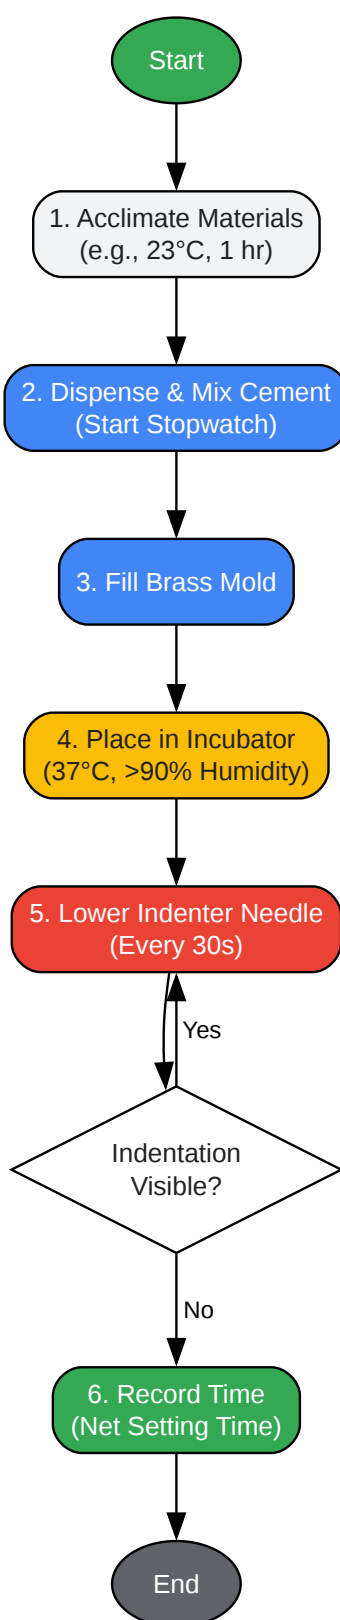 Start
1. Acclimate Materials
(e.g., 23°C, 1 hr)
2. Dispense & Mix Cement
(Start Stopwatch)
3. Fill Brass Mold
4. Place in Incubator
(37°C, >90% Humidity)
5. Lower Indenter Needle
(Every 30s)
Yes
Indentation
Visible?
No
6. Record Time
(Net Setting Time)
End